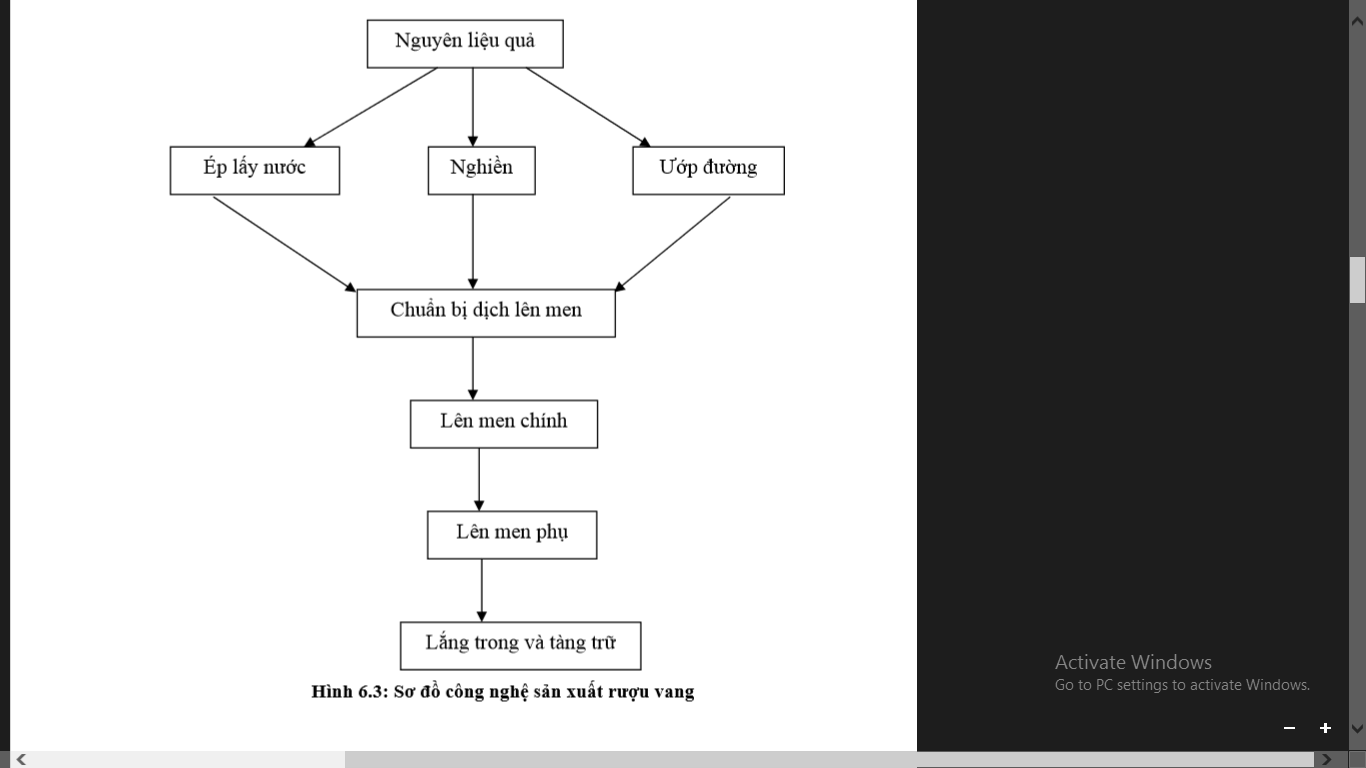 Nguyên liệu quả
Ép lấy nước
Nghiền
Ướp đường
Chuẩn bị dịch lên men
Lên men chính
Lên men phụ
Lắng trong và tàng trữ
Hình 6.3: Sơ đồ công nghệ sản xuất rượu vang
Activate Windows
Go to PC settings to activate Windows.